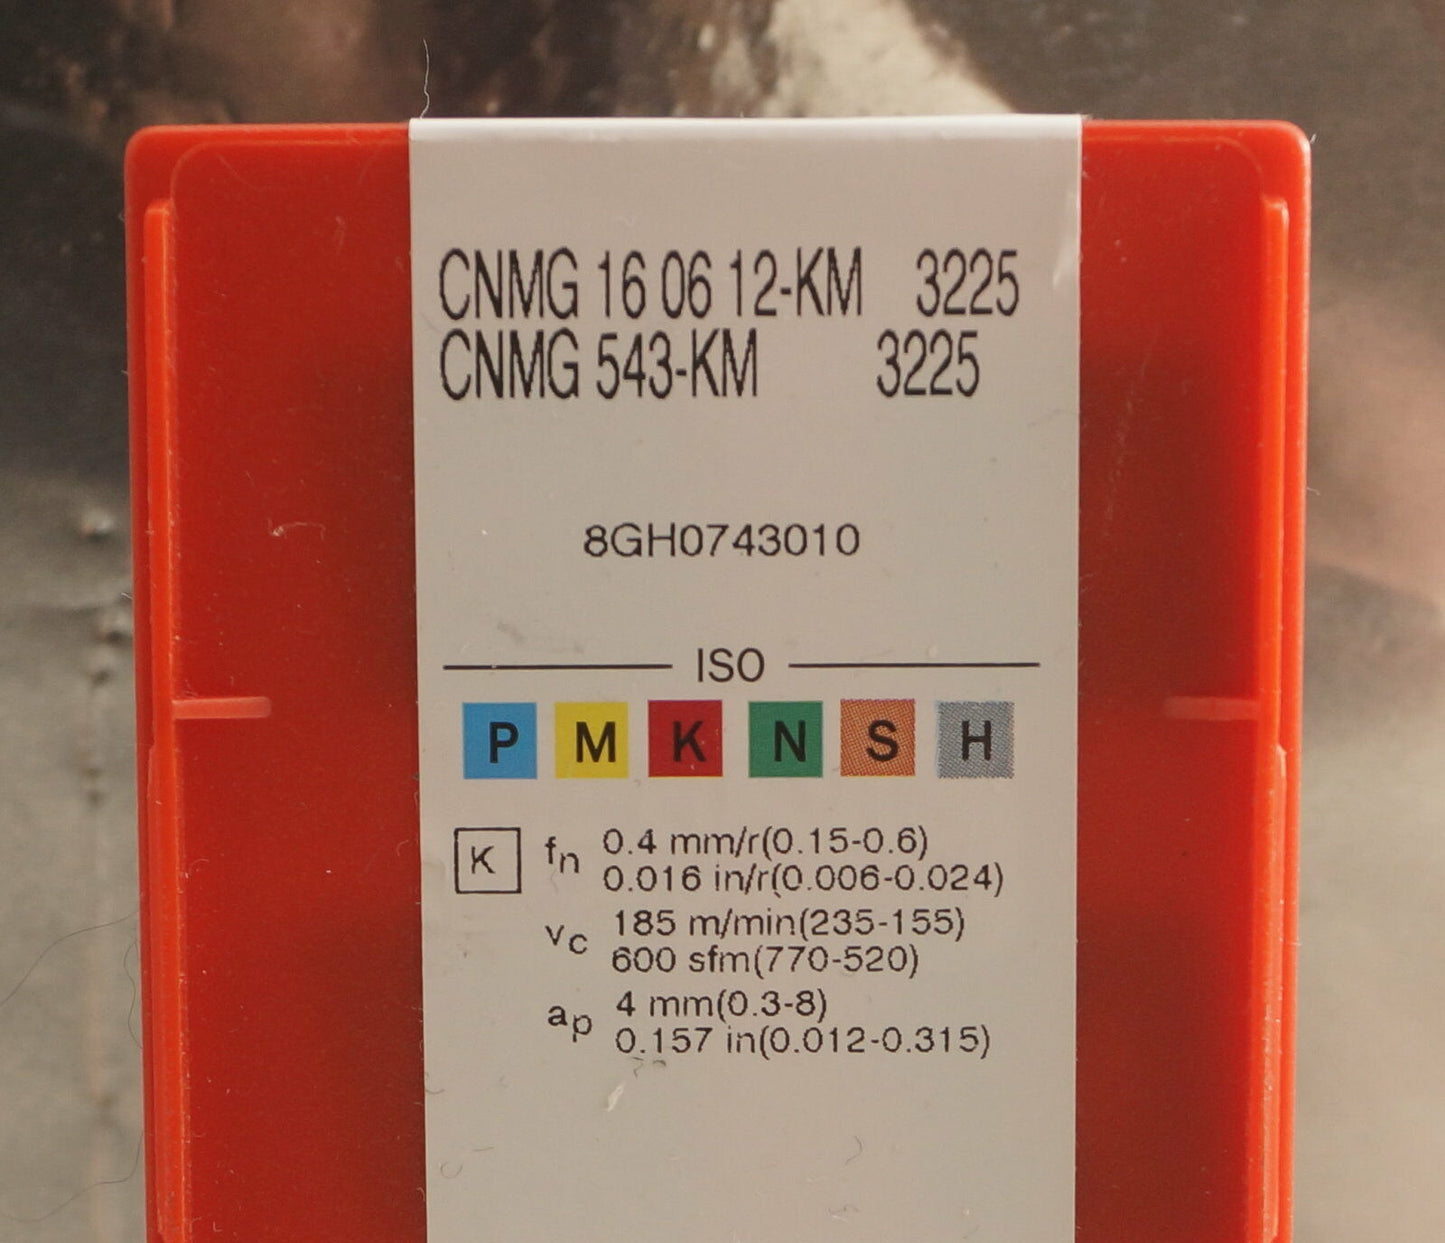 CNMG 16 06 12-KM 3225
CNMG 543-KM 3225
8GH0743010
ISO
P M K N S H
K fn 0.4 mm/r(0.15-0.6)
0.016 in/r(0.006-0.024)
vc 185 m/min(235-155)
600 sfm(770-520)
ap 4 mm(0.3-8)
0.157 in(0.012-0.315)